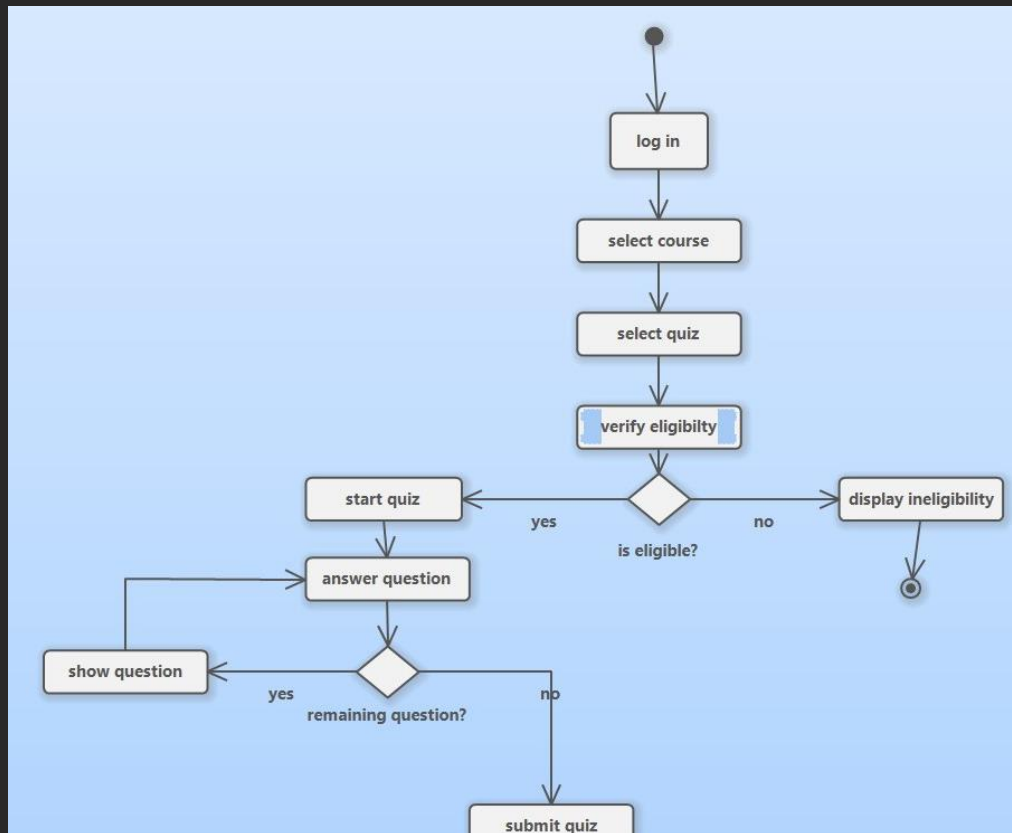 log in
select course
select quiz
verify eligibilty
start quiz
display ineligibility
yes
no
is eligible?
answer question
show question
yes
no
remaining question?
submit quiz